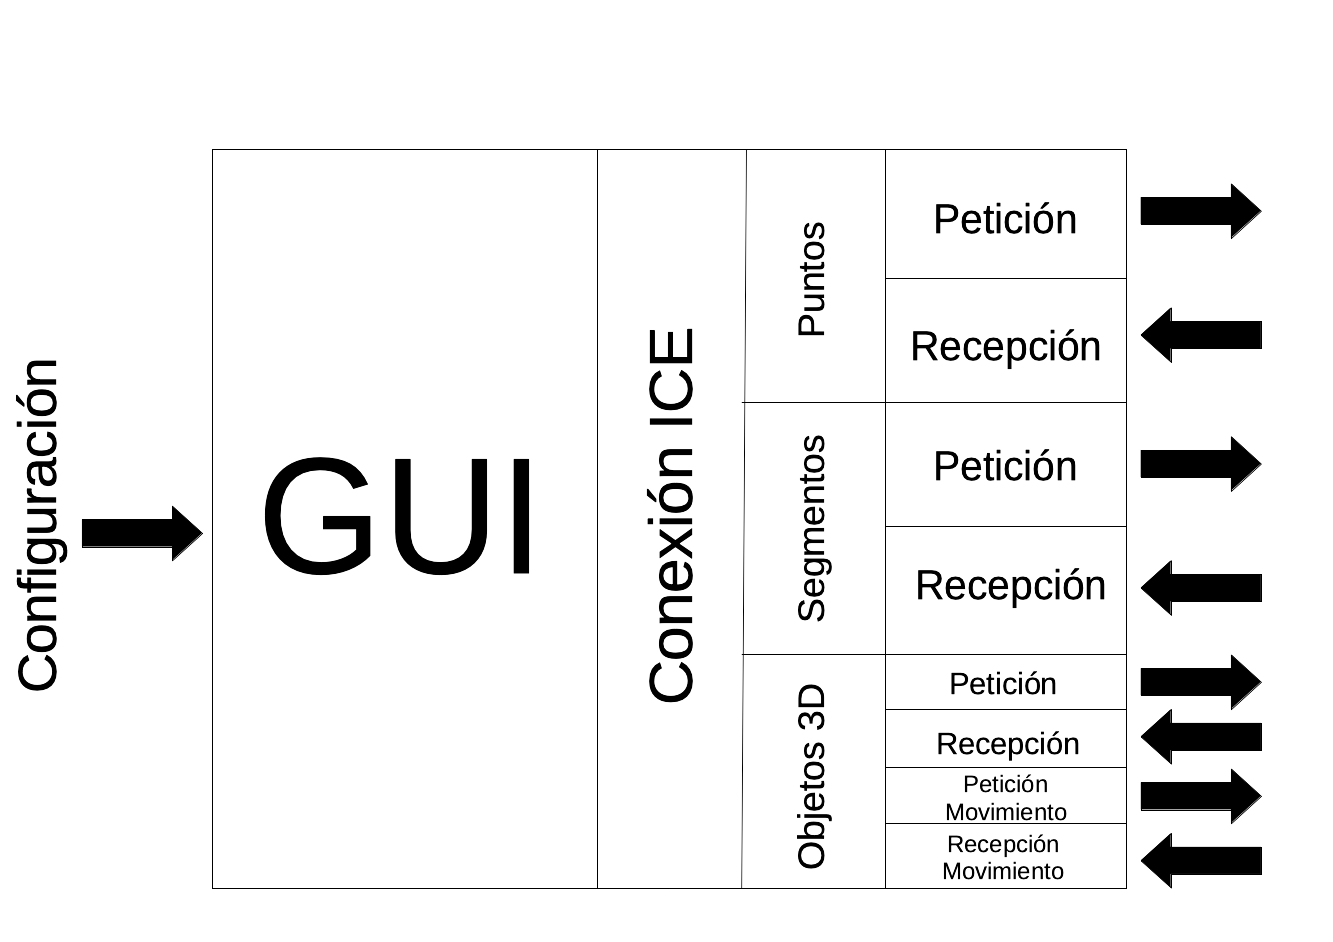 Configuración
GUI
Conexión ICE
Puntos
Petición
Recepción
Segmentos
Petición
Recepción
Objetos 3D
Petición
Recepción
Petición
Movimiento
Recepción
Movimiento